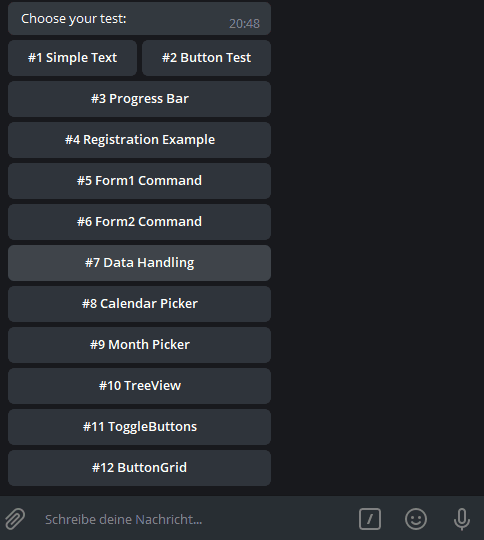 Choose your test:
20:48
#1 Simple Text #2 Button Test
#3 Progress Bar
#4 Registration Example
#5 Form1 Command
#6 Form2 Command
#7 Data Handling
#8 Calendar Picker
#9 Month Picker
#10 TreeView
#11 ToggleButtons
#12 ButtonGrid
Schreibe deine Nachricht...